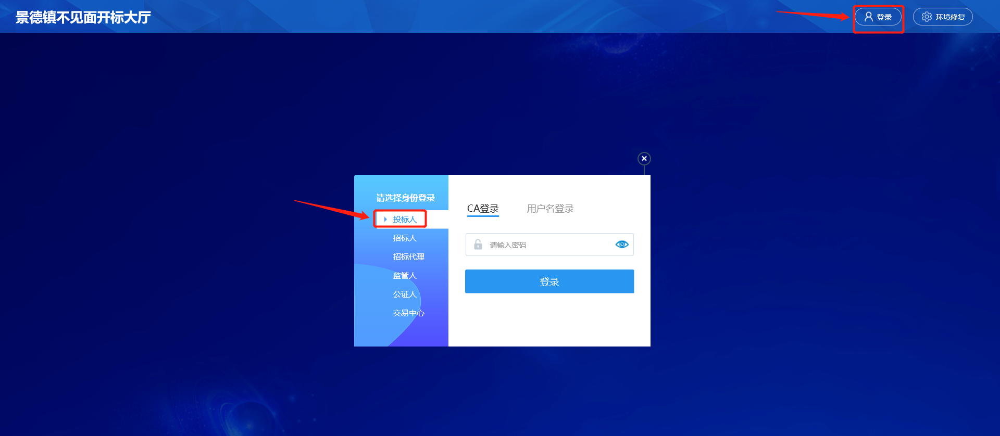 景德镇不见面开标大厅
登录
环境修复
请选择身份登录
投标人
招标人
招标代理
监管人
公证人
交易中心
CA登录
用户名登录
请输入密码
登录